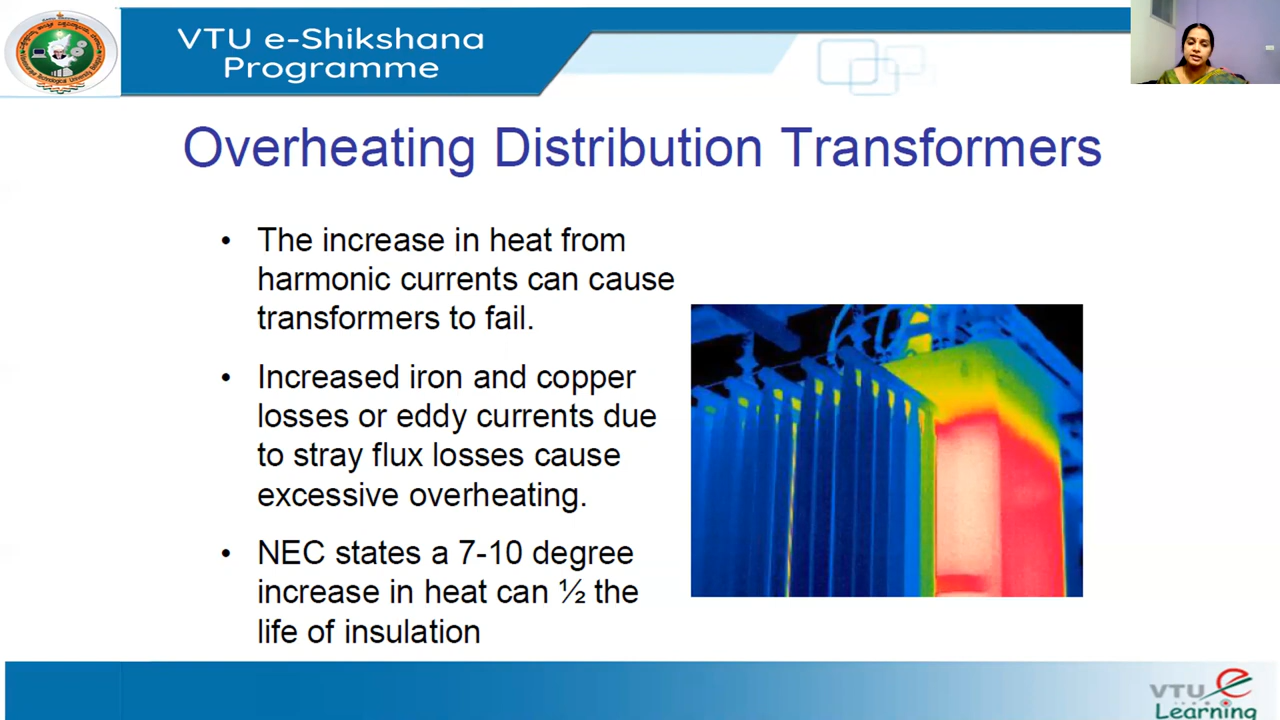 VTU e-Shikshana
Programme
Overheating Distribution Transformers
• The increase in heat from
harmonic currents can cause
transformers to fail.
• Increased iron and copper
losses or eddy currents due
to stray flux losses cause
excessive overheating.
• NEC states a 7-10 degree
increase in heat can ½ the
life of insulation
VTU e
Learning